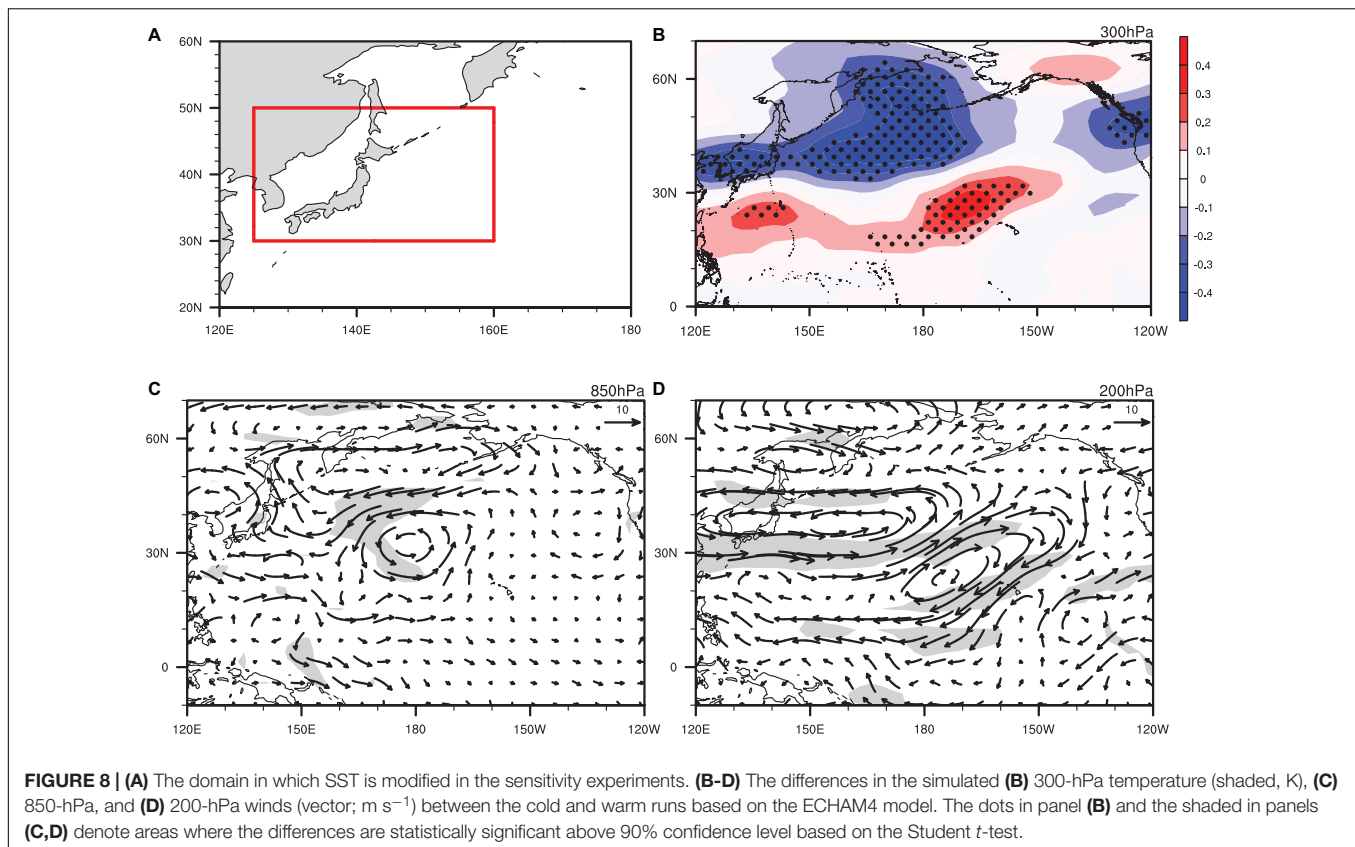 A
60N
50N
40N
30N
20N
120E
140E
160E
180
B
300hPa
60N
30N
0
120E
150E
180
150W
120W
0.4
0.3
0.2
0.1
0
-0.1
-0.2
-0.3
-0.4
C
850hPa
10
60N
30N
0
120E
150E
180
150W
120W
D
200hPa
10
60N
30N
0
120E
150E
180
150W
120W
FIGURE 8 | (A) The domain in which SST is modified in the sensitivity experiments. (B-D) The differences in the simulated (B) 300-hPa temperature (shaded, K), (C)
850-hPa, and (D) 200-hPa winds (vector; m s−1) between the cold and warm runs based on the ECHAM4 model. The dots in panel (B) and the shaded in panels
(C,D) denote areas where the differences are statistically significant above 90% confidence level based on the Student t-test.